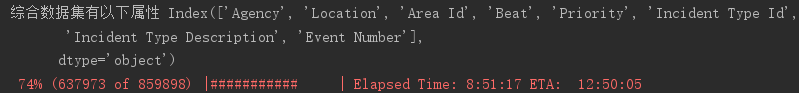 综合数据集有以下属性 Index(['Agency', 'Location', 'Area Id', 'Beat', 'Priority', 'Incident Type Id',
'Incident Type Description', 'Event Number'],
dtype='object')
74% (637973 of 859898) |########### | Elapsed Time: 8:51:17 ETA: 12:50:05